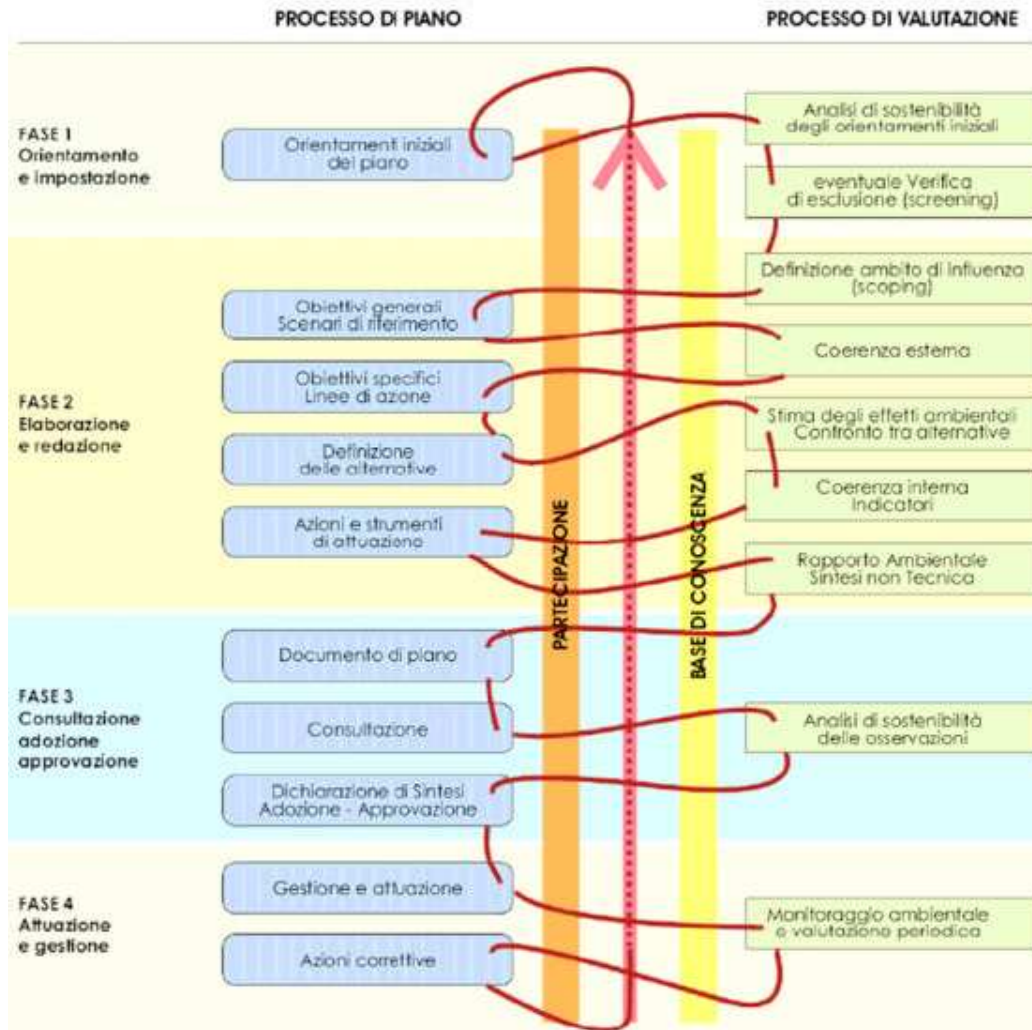 PROCESSO DI PIANO
PROCESSO DI VALUTAZIONE
FASE 1
Orientamento
e impostazione
Orientamenti iniziali
del piano
Analisi di sostenibilità
degli orientamenti iniziali
eventuale Verifica
di esclusione (screening)
FASE 2
Elaborazione
e redazione
Obiettivi generali
Scenari di riferimento
Obiettivi specifici
Linee di azone
Definizione
delle alternative
Azioni e strumenti
di attuazione
Definizione ambito di influenza
(scoping)
Coerenza esterna
Stima degli effetti ambientali
Confronto tra alternative
Coerenza interna
Indicatori
Rapporto Ambientale
Sintesi non Tecnica
PARTECIPAZIONE
BASE DI CONOSCENZA
FASE 3
Consultazione
adozione
approvazione
Documento di piano
Consultazione
Dichiarazione di Sintesi
Adozione - Approvazione
Analisi di sostenibilità
delle osservazioni
FASE 4
Attuazione
e gestione
Gestione e attuazione
Azioni correttive
Monitoraggio ambientale
e valutazione periodica